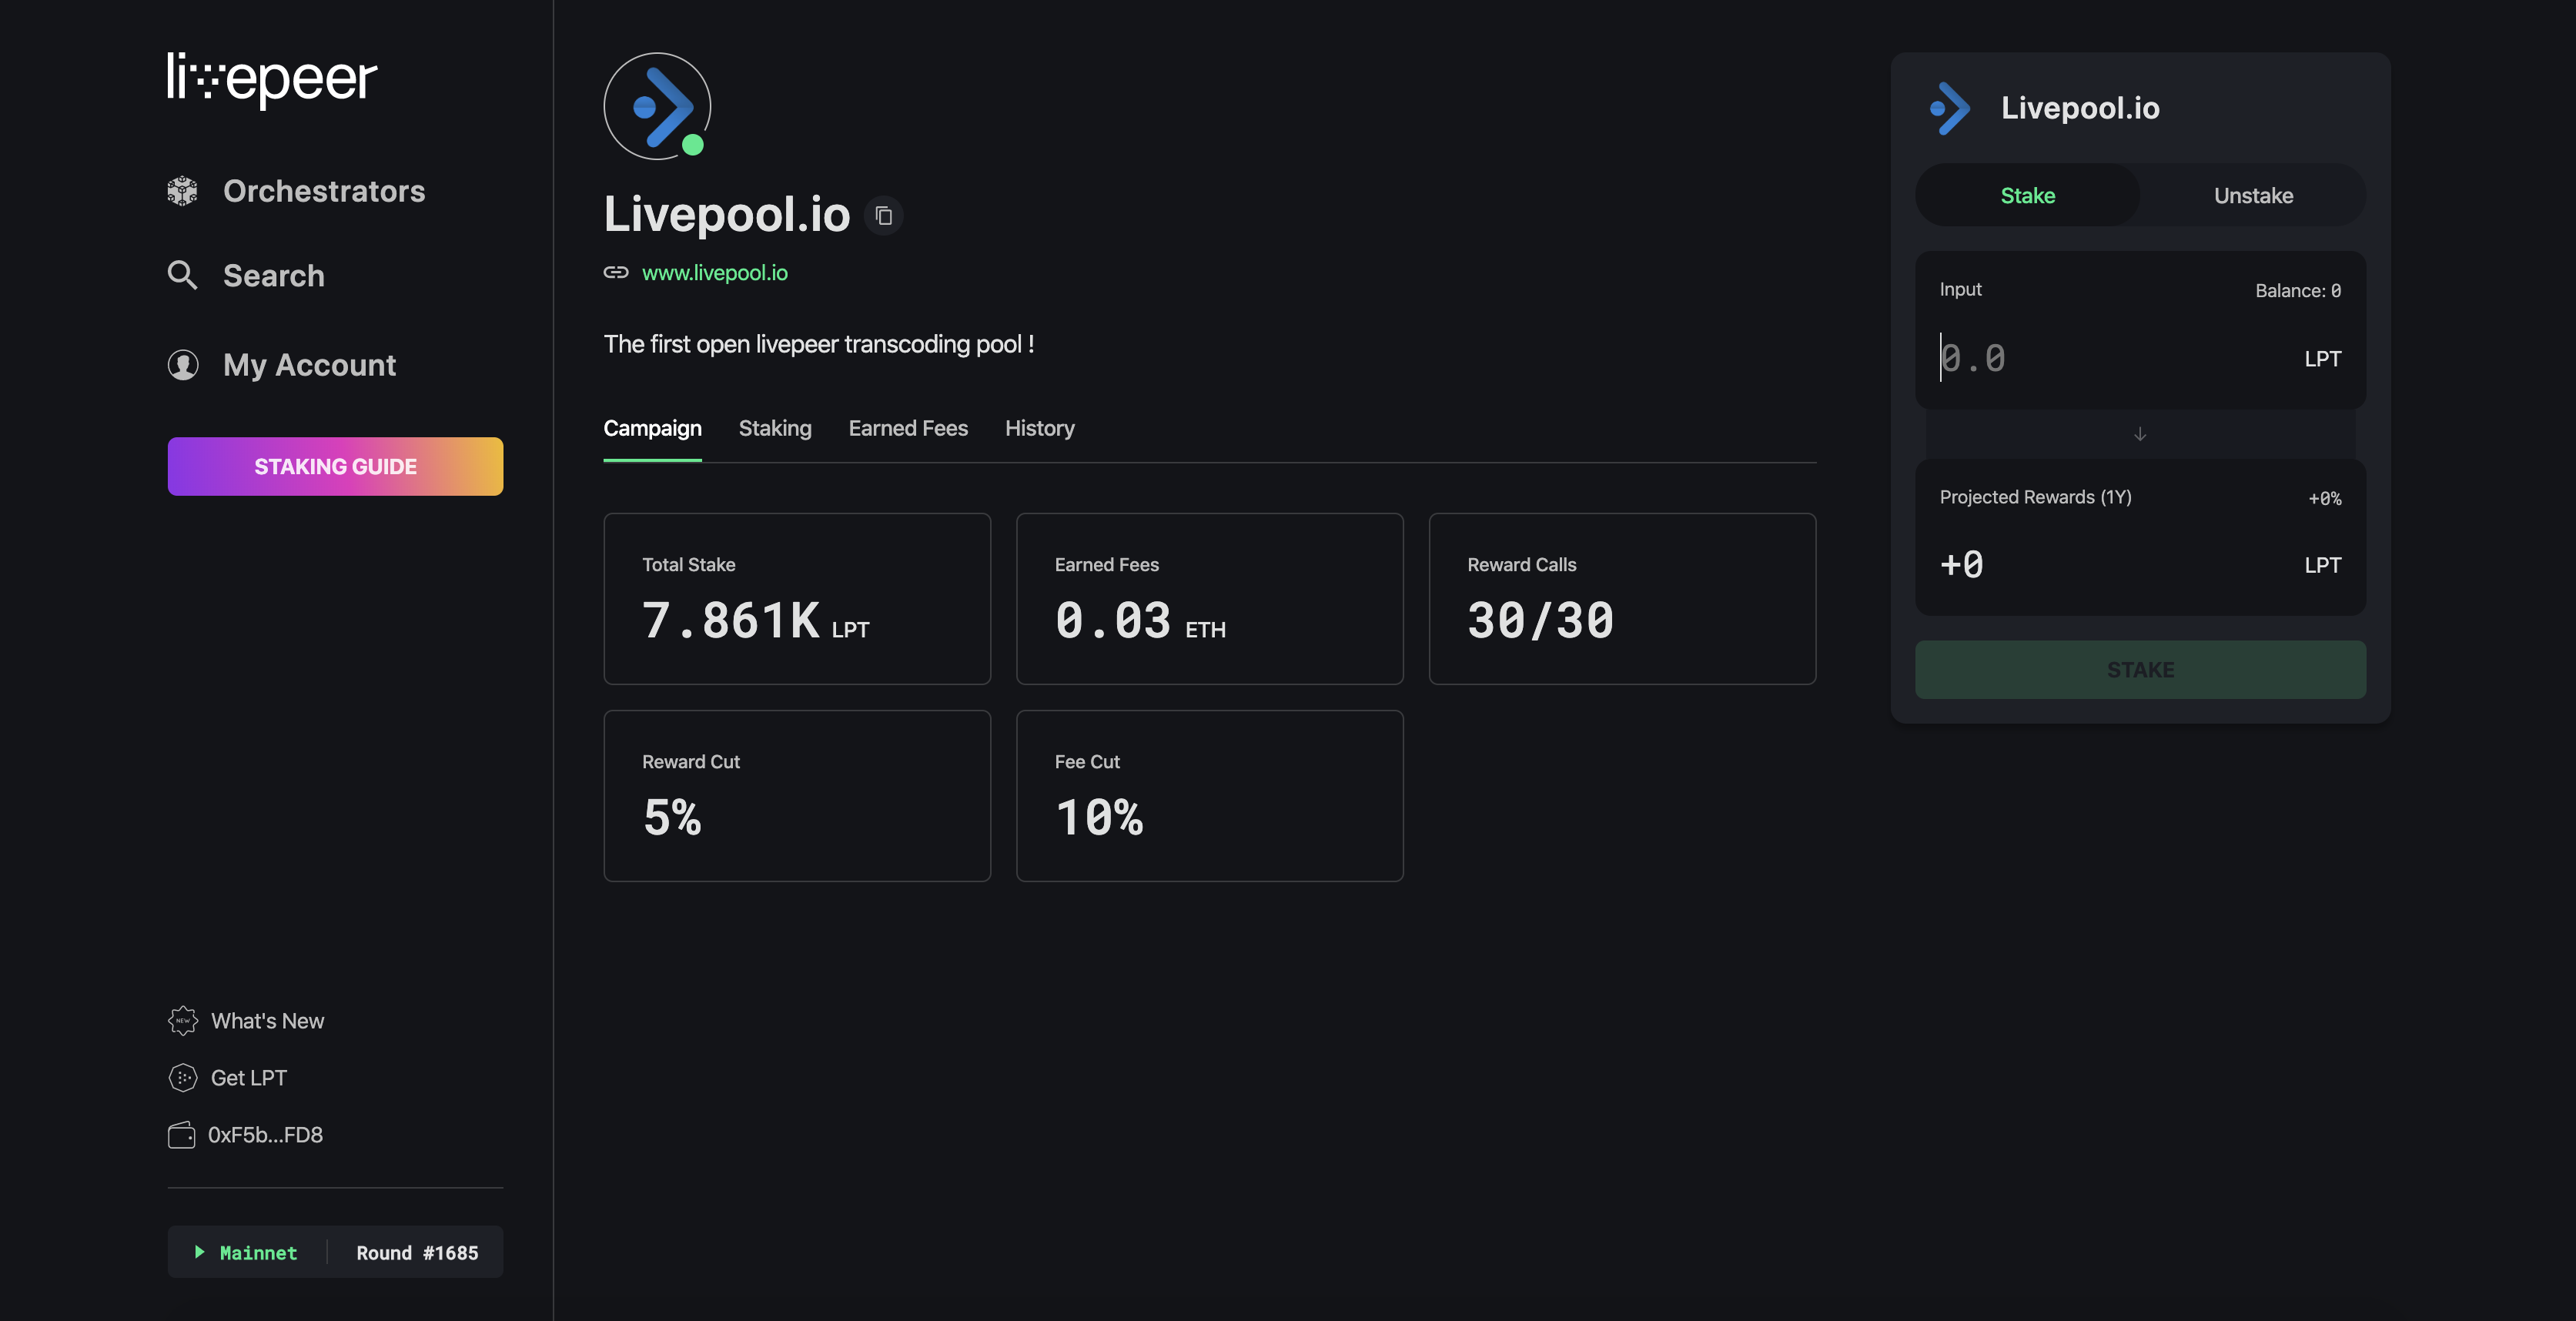 livepeer
Orchestrators
Search
My Account
STAKING GUIDE
What's New
Get LPT
0xF5b...FD8
Mainnet
Round #1685
Livepool.io
www.livepool.io
The first open livepeer transcoding pool !
Campaign Staking Earned Fees History
Total Stake
7.861K LPT
Earned Fees
0.03 ETH
Reward Calls
30/30
Reward Cut
5%
Fee Cut
10%
Livepool.io
Stake Unstake
Input Balance: 0
0.0 LPT
Projected Rewards (1Y) +0%
+0 LPT
STAKE
NEW